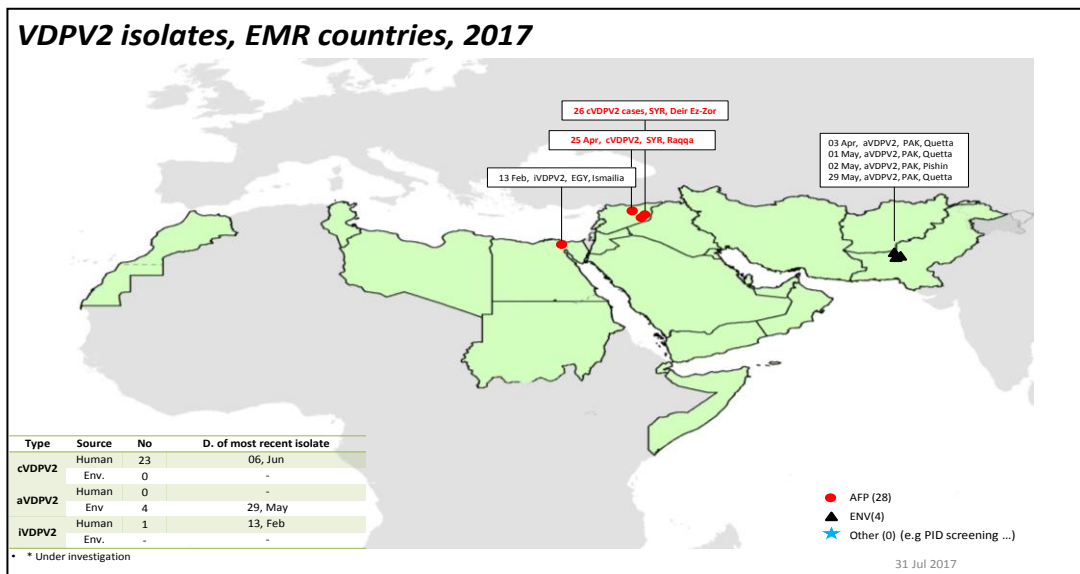 VDPV2 isolates, EMR countries, 2017
26 cVDPV2 cases, SYR, Deir Ez-Zor
25 Apr, cVDPV2, SYR, Raqqa
13 Feb, iVDPV2, EGY, Ismailia
03 Apr, aVDPV2, PAK, Quetta
01 May, aVDPV2, PAK, Quetta
02 May, aVDPV2, PAK, Pishin
29 May, aVDPV2, PAK, Quetta
Type Source No D. of most recent isolate
cVDPV2 Human 23 06, Jun
Env. 0 -
aVDPV2 Human 0 -
Env 4 29, May
iVDPV2 Human 1 13, Feb
Env. - -
• * Under investigation
AFP (28)
ENV(4)
Other (0) (e.g PID screening ...)
31 Jul 2017